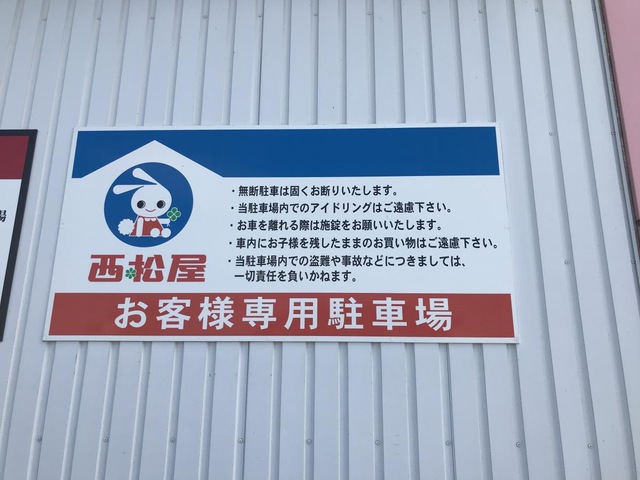 ・無断駐車は固くお断りいたします。
・当駐車場内でのアイドリングはご遠慮下さい。
・お車を離れる際は施錠をお願いいたします。
・車内にお子様を残したままのお買い物はご遠慮下さい。
・当駐車場内での盗難や事故などにつきましては、
一切責任を負いかねます。
西松屋
お客様専用駐車場